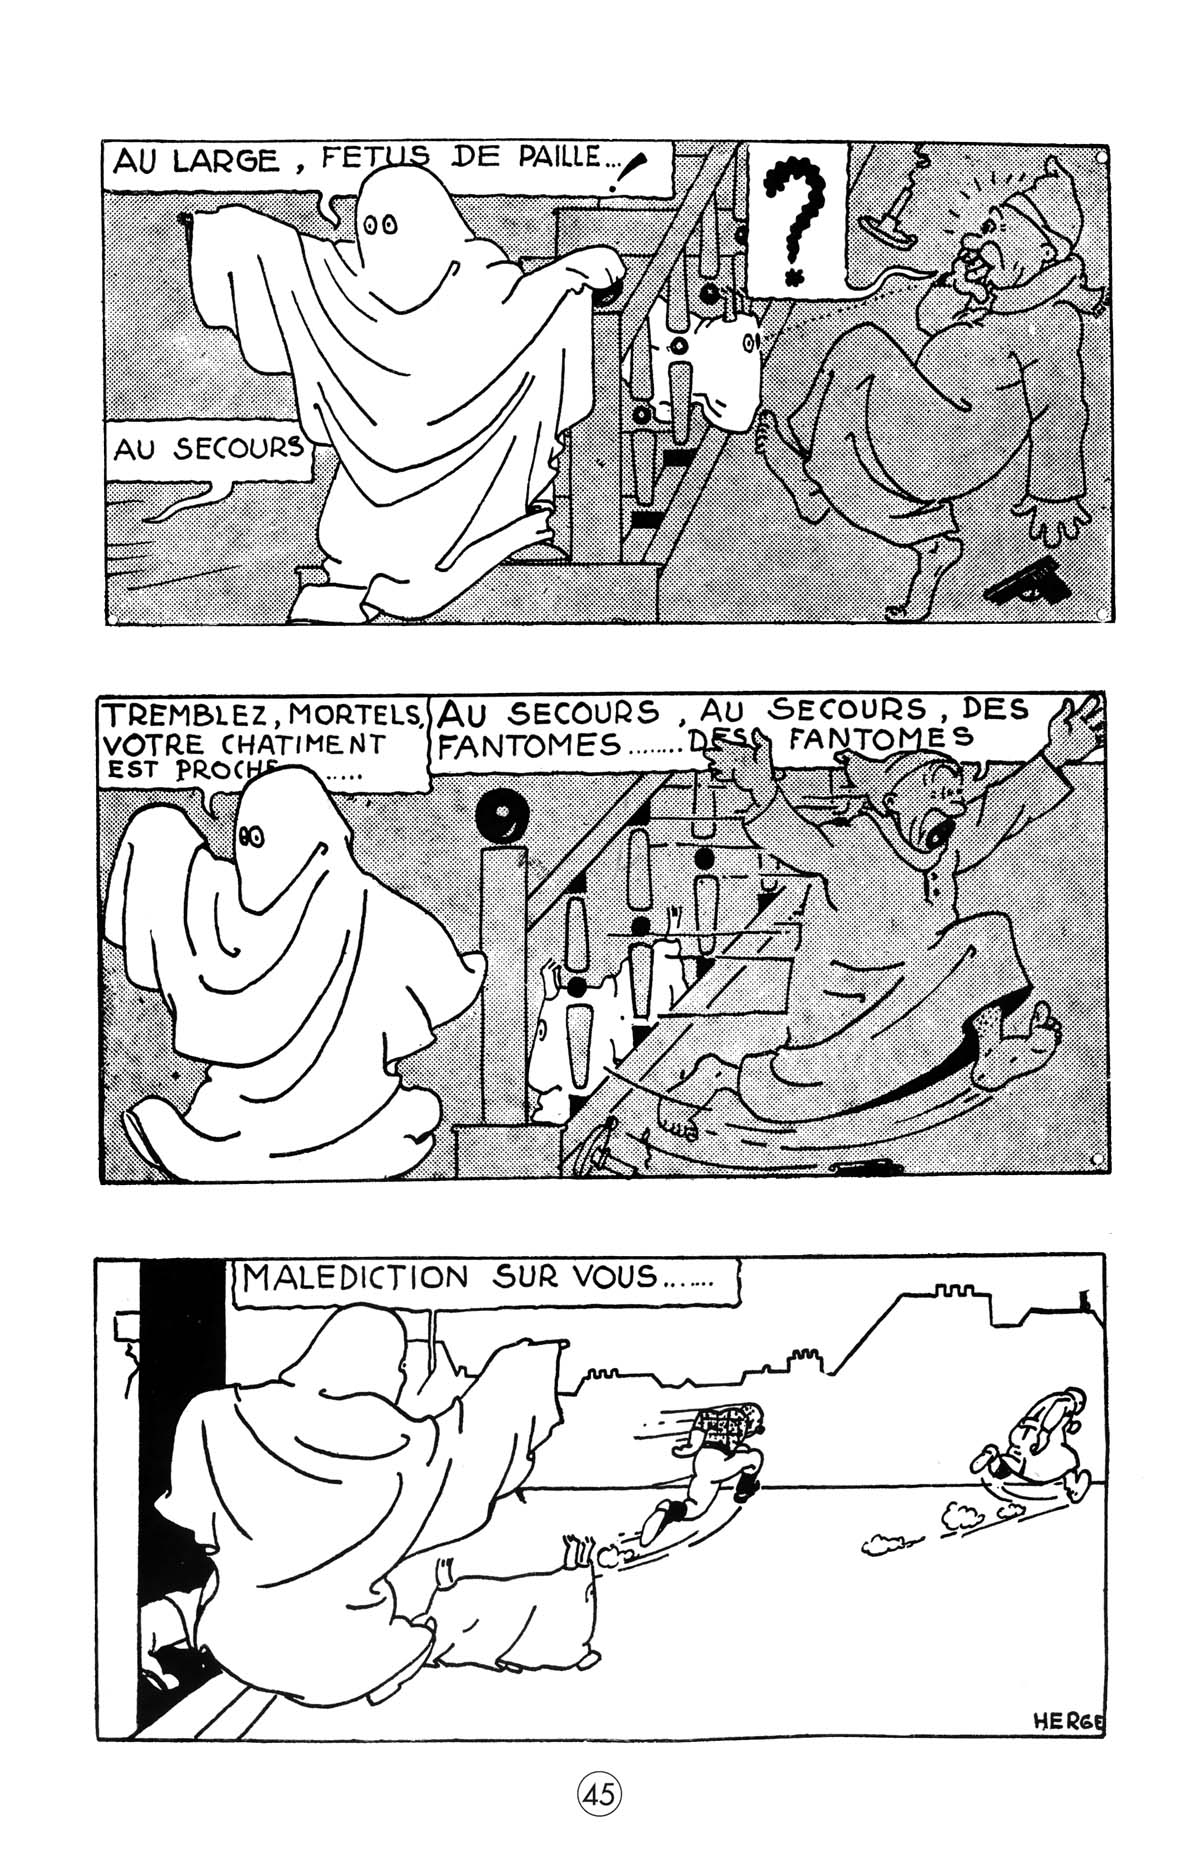 AU LARGE, FETUS DE PAILLE...!
?
AU SECOURS
TREMBLEZ, MORTELS,
VOTRE CHATIMENT
EST PROCHE.....
AU SECOURS, AU SECOURS, DES
FANTOMES........DES FANTOMES
MALEDICTION SUR VOUS.......
HERGE
45